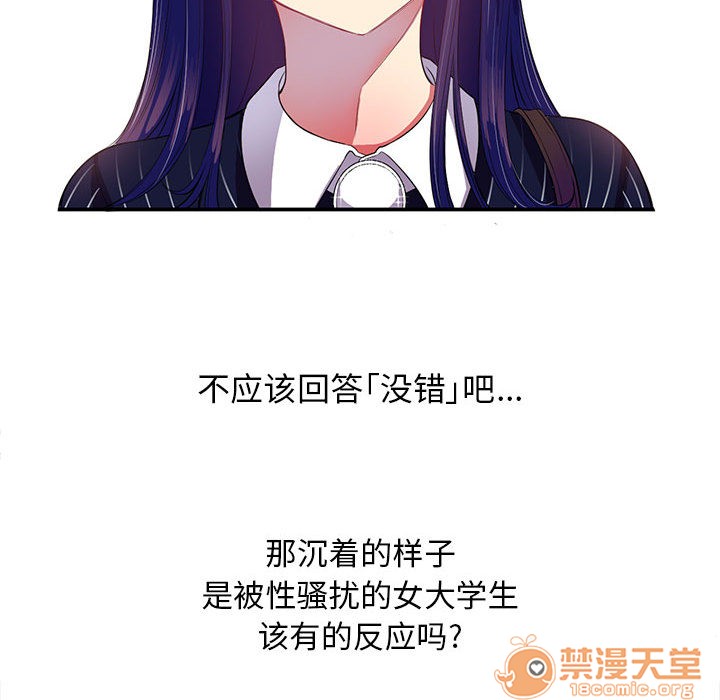 不应该回答「没错」吧...
那沉着的样子
是被性骚扰的女大学生
该有的反应吗?
禁漫天堂
18comic.org